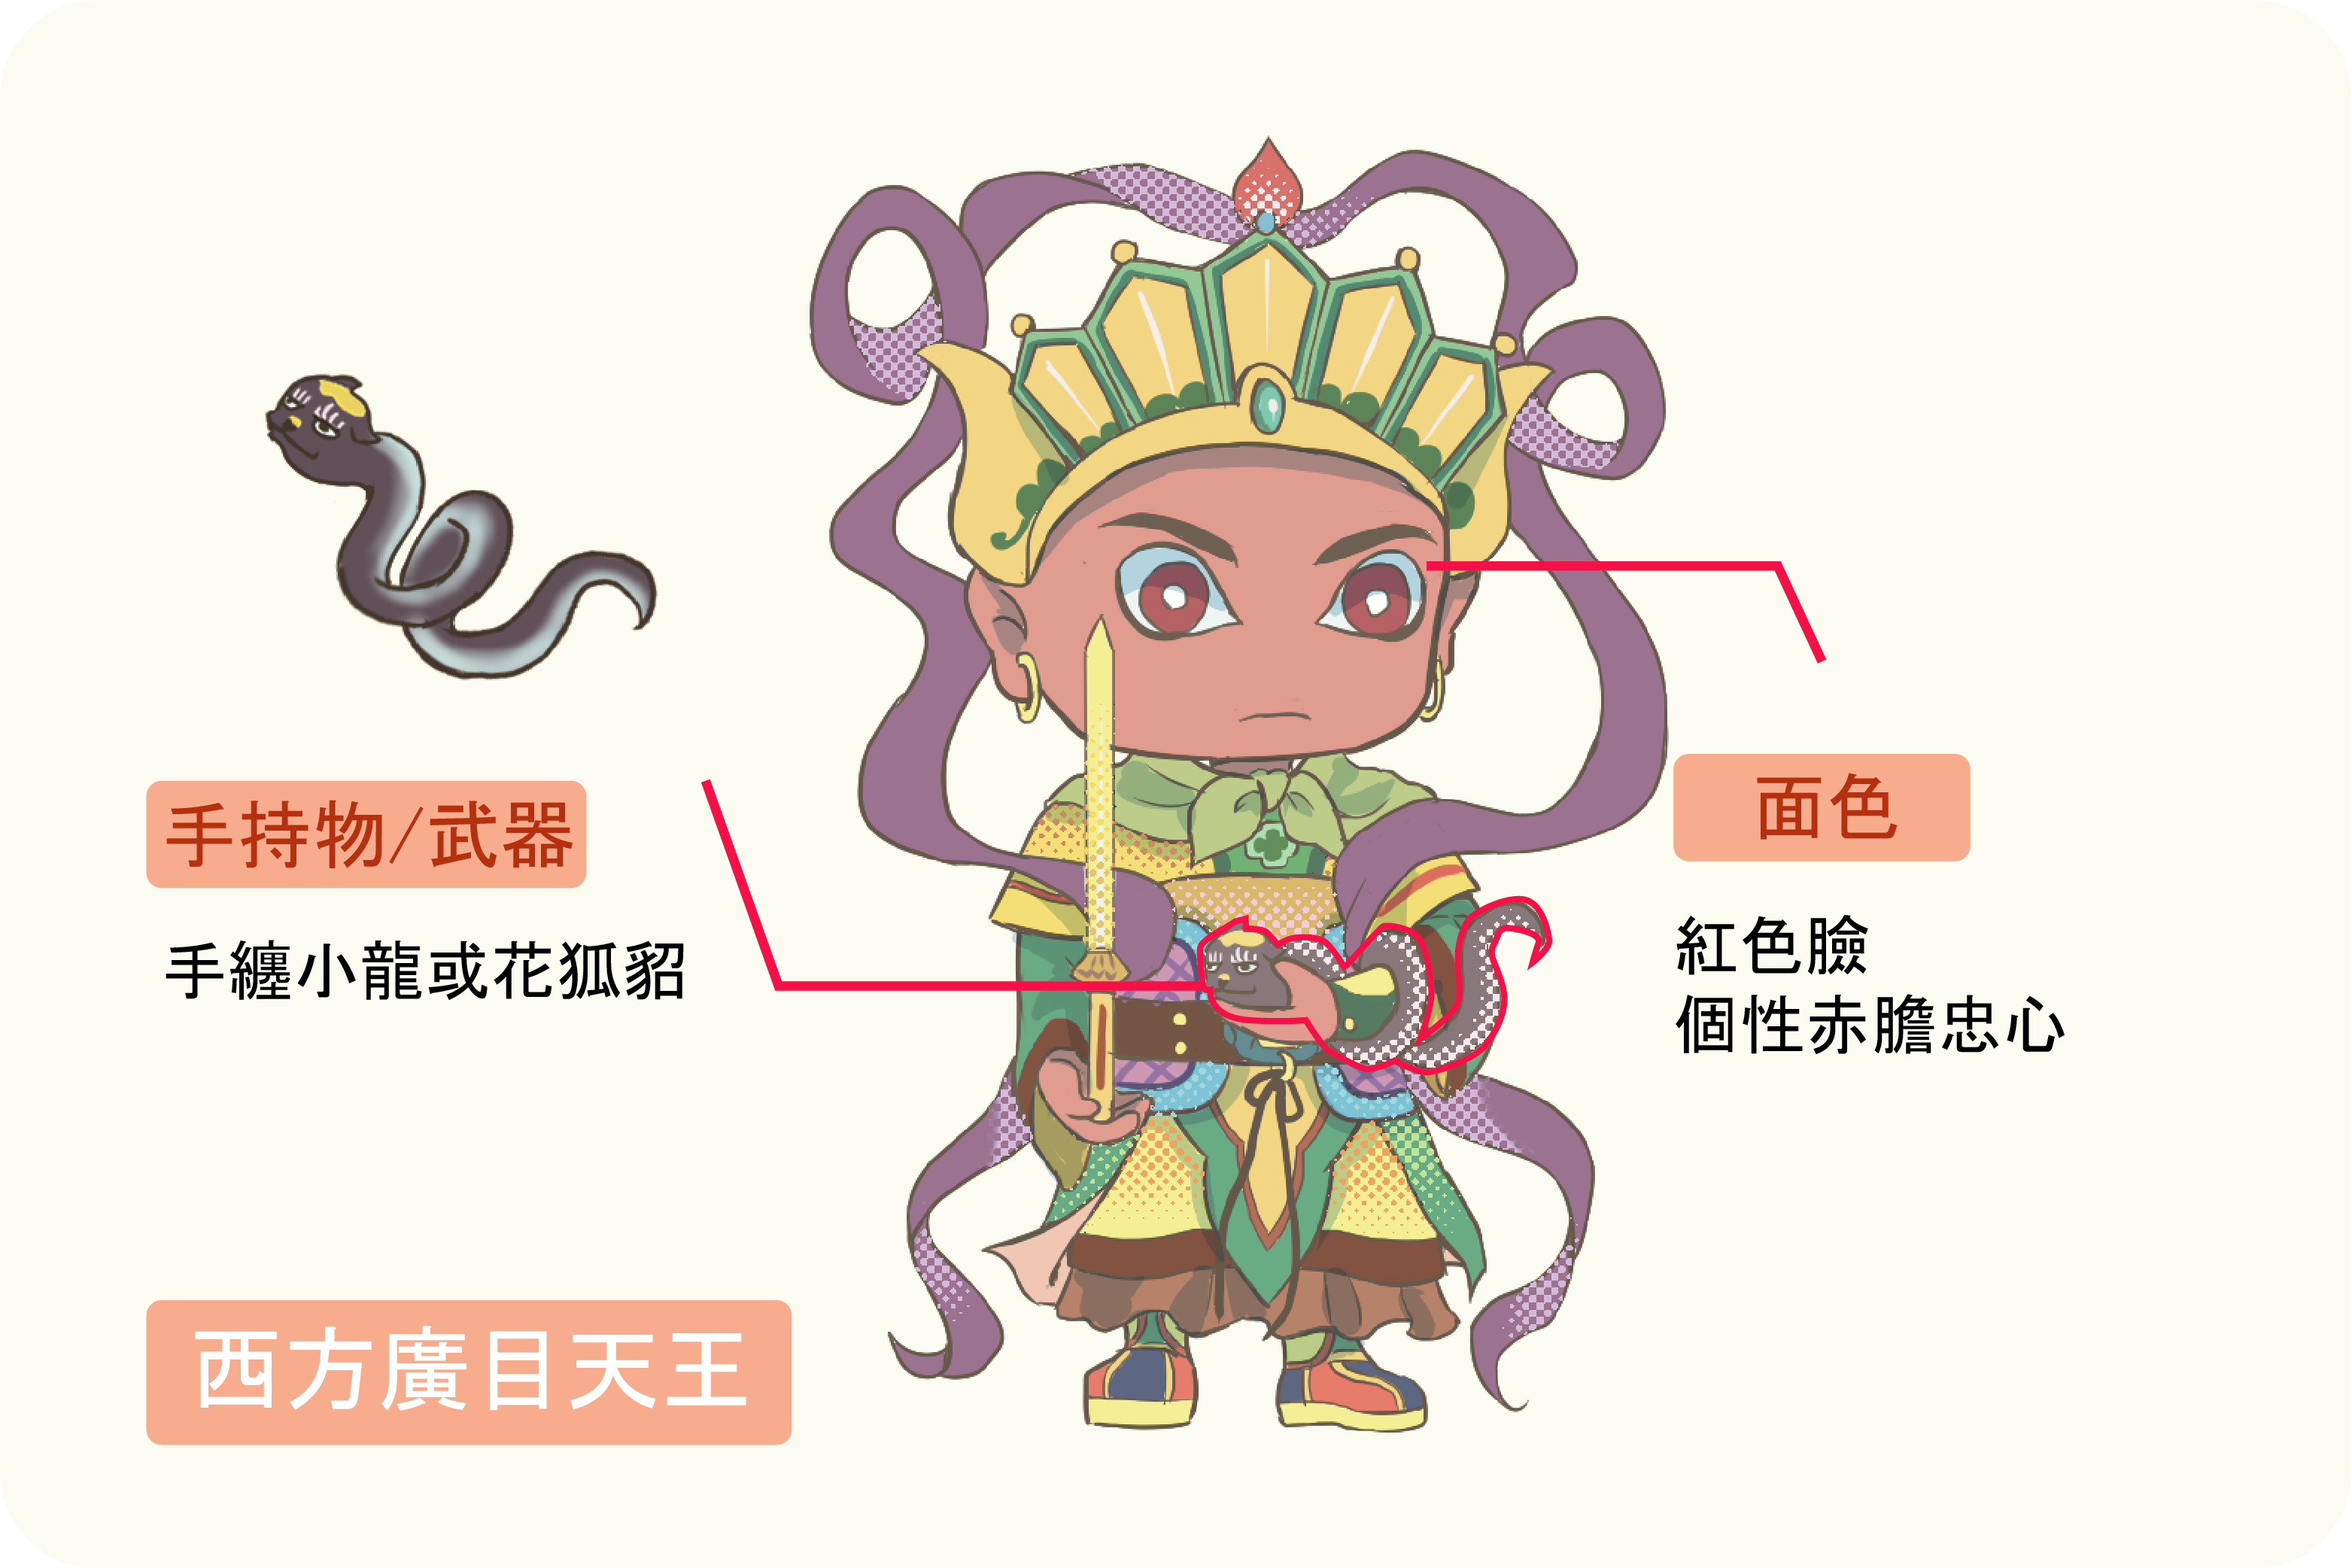 手持物/武器
手纏小龍或花狐貂
面色
紅色臉
個性赤膽忠心
西方廣目天王